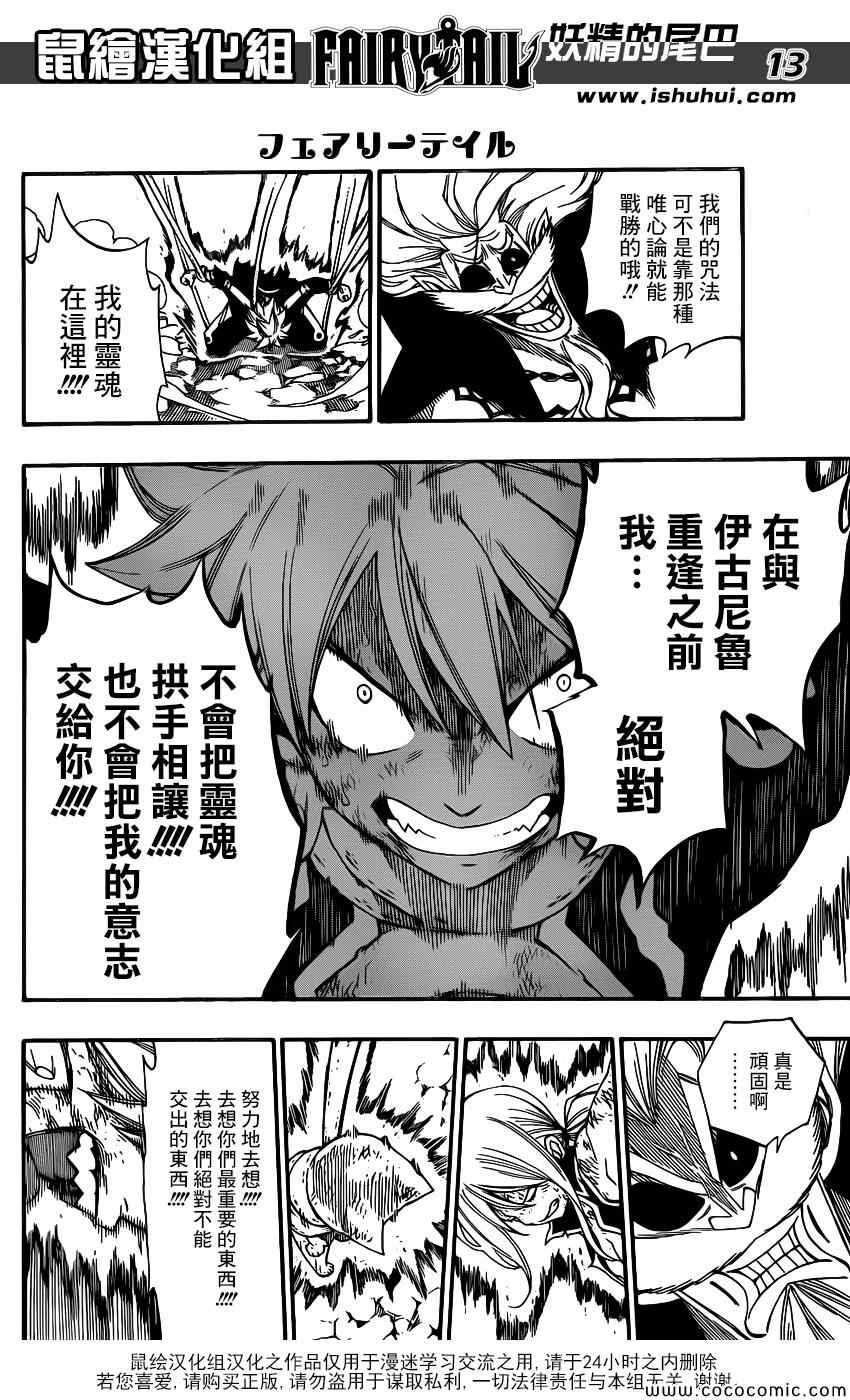 鼠繪漢化組 FAIRY TAIL 妖精的尾巴 13
www.ishuhui.com
フェアリーテイル
我們的咒法
可不是靠那種
唯心論就能
戰勝的哦!!
我的靈魂
在這裡!!!!
在與
伊古尼魯
重逢之前
我…
絕對
不會把靈魂
拱手相讓!!!!
也不會把我的意志
交給你!!!!
真是
頑固啊
………
努力地去想!!!!
去想你們最重要的東西!!!!
去想你們絕對不能
交出的東西!!!!
鼠绘汉化组汉化之作品仅用于漫迷学习交流之用, 请于24小时之内删除
若您喜爱, 请购买正版, 请勿用于谋取私利, 一切法律责任与本组无关, 谢谢.
www.cococomic.com